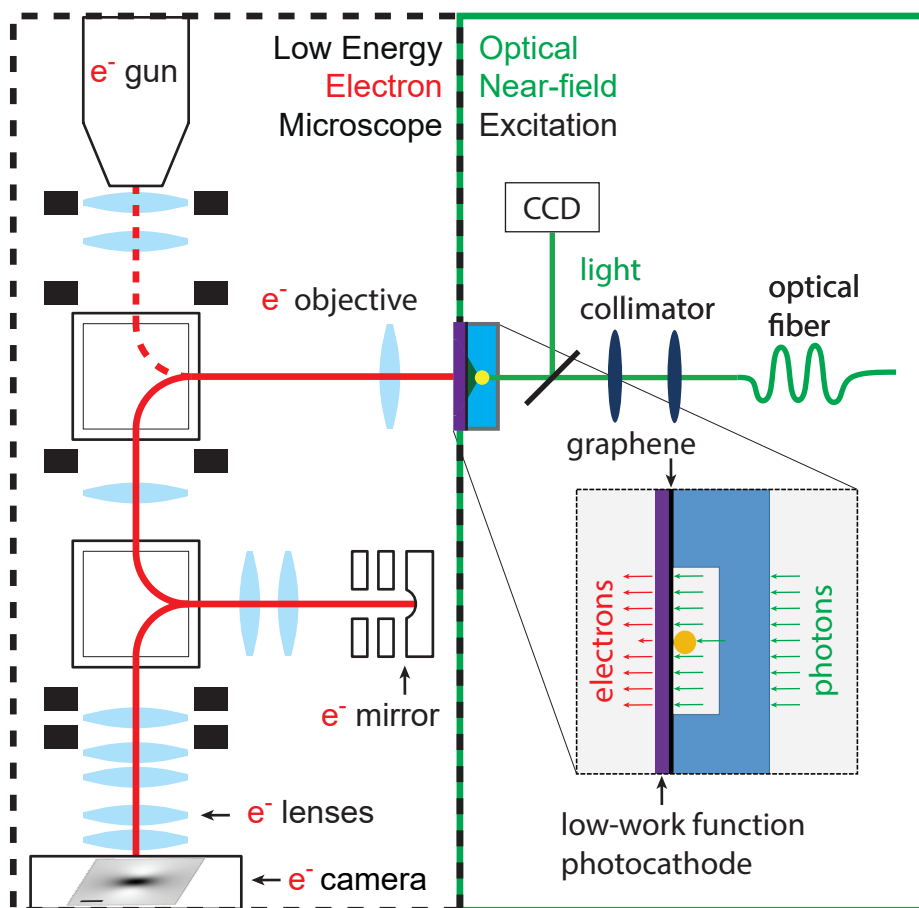 e- gun
Low Energy
Electron
Microscope
Optical
Near-field
Excitation
CCD
light
collimator
optical
fiber
e- objective
graphene
electrons
photons
e- mirror
e- lenses
low-work function
photocathode
e- camera